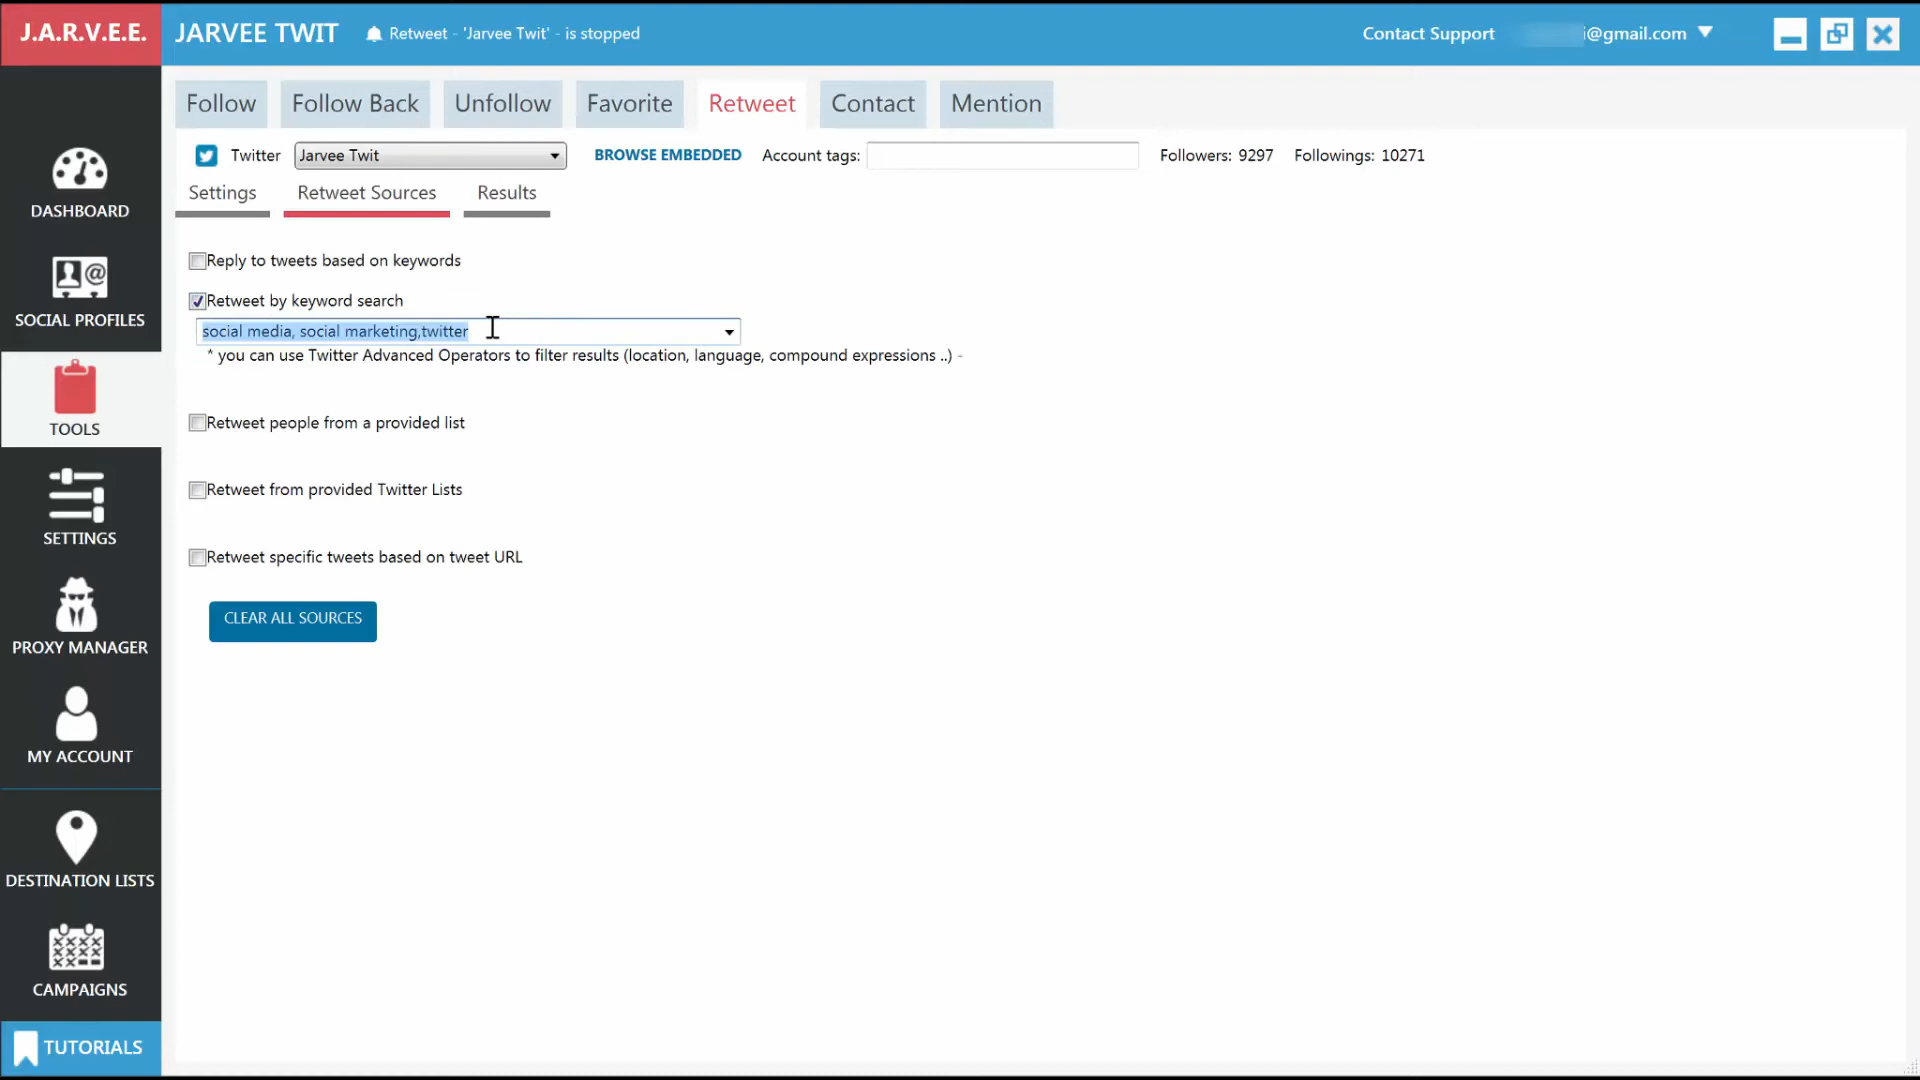 J.A.R.V.E.E. JARVEE TWIT Retweet - 'Jarvee Twit' - is stopped Contact Support i@gmail.com
Follow Follow Back Unfollow Favorite Retweet Contact Mention
Twitter Jarvee Twit BROWSE EMBEDDED Account tags: Followers: 9297 Followings: 10271
Settings Retweet Sources Results
Reply to tweets based on keywords
Retweet by keyword search
social media, social marketing,twitter
* you can use Twitter Advanced Operators to filter results (location, language, compound expressions ..) -
Retweet people from a provided list
Retweet from provided Twitter Lists
Retweet specific tweets based on tweet URL
CLEAR ALL SOURCES
DASHBOARD
SOCIAL PROFILES
TOOLS
SETTINGS
PROXY MANAGER
MY ACCOUNT
DESTINATION LISTS
CAMPAIGNS
TUTORIALS